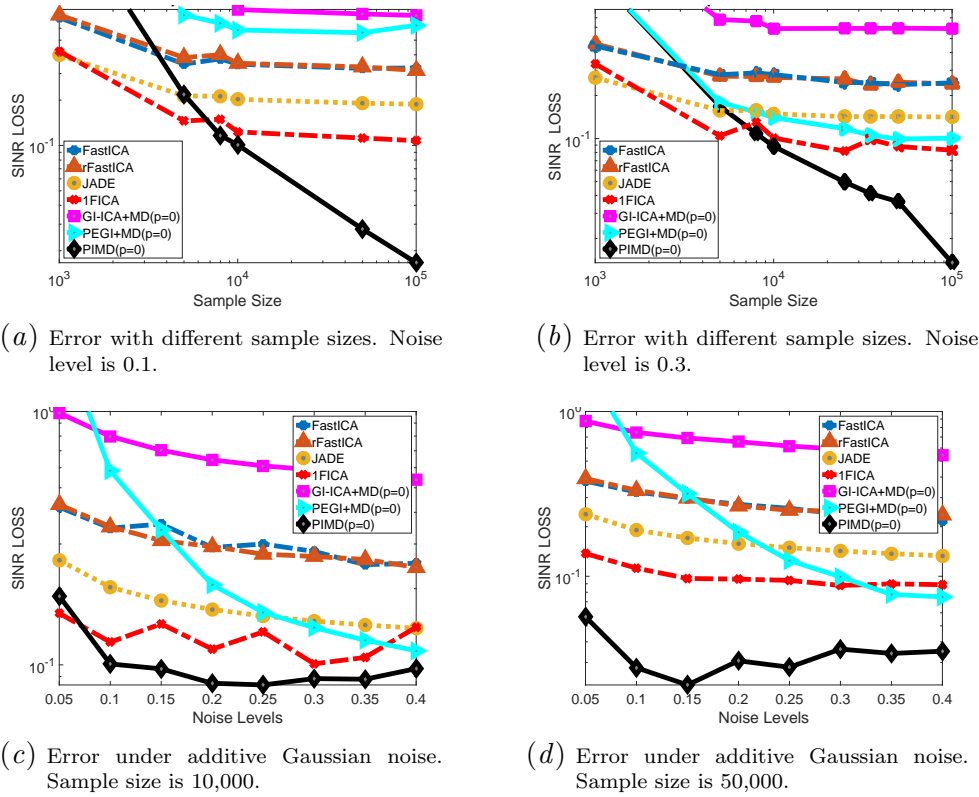 SINR LOSS
10^-1
FastICA
rFastICA
JADE
1FICA
GI-ICA+MD(p=0)
PEGI+MD(p=0)
PIMD(p=0)
10^3
10^4
10^5
Sample Size
(a) Error with different sample sizes. Noise
level is 0.1.
SINR LOSS
10^-1
FastICA
rFastICA
JADE
1FICA
GI-ICA+MD(p=0)
PEGI+MD(p=0)
PIMD(p=0)
10^3
10^4
10^5
Sample Size
(b) Error with different sample sizes. Noise
level is 0.3.
10^0
SINR LOSS
10^-1
FastICA
rFastICA
JADE
1FICA
GI-ICA+MD(p=0)
PEGI+MD(p=0)
PIMD(p=0)
0.05 0.1 0.15 0.2 0.25 0.3 0.35 0.4
Noise Levels
(c) Error under additive Gaussian noise.
Sample size is 10,000.
10^0
SINR LOSS
10^-1
FastICA
rFastICA
JADE
1FICA
GI-ICA+MD(p=0)
PEGI+MD(p=0)
PIMD(p=0)
0.05 0.1 0.15 0.2 0.25 0.3 0.35 0.4
Noise Levels
(d) Error under additive Gaussian noise.
Sample size is 50,000.